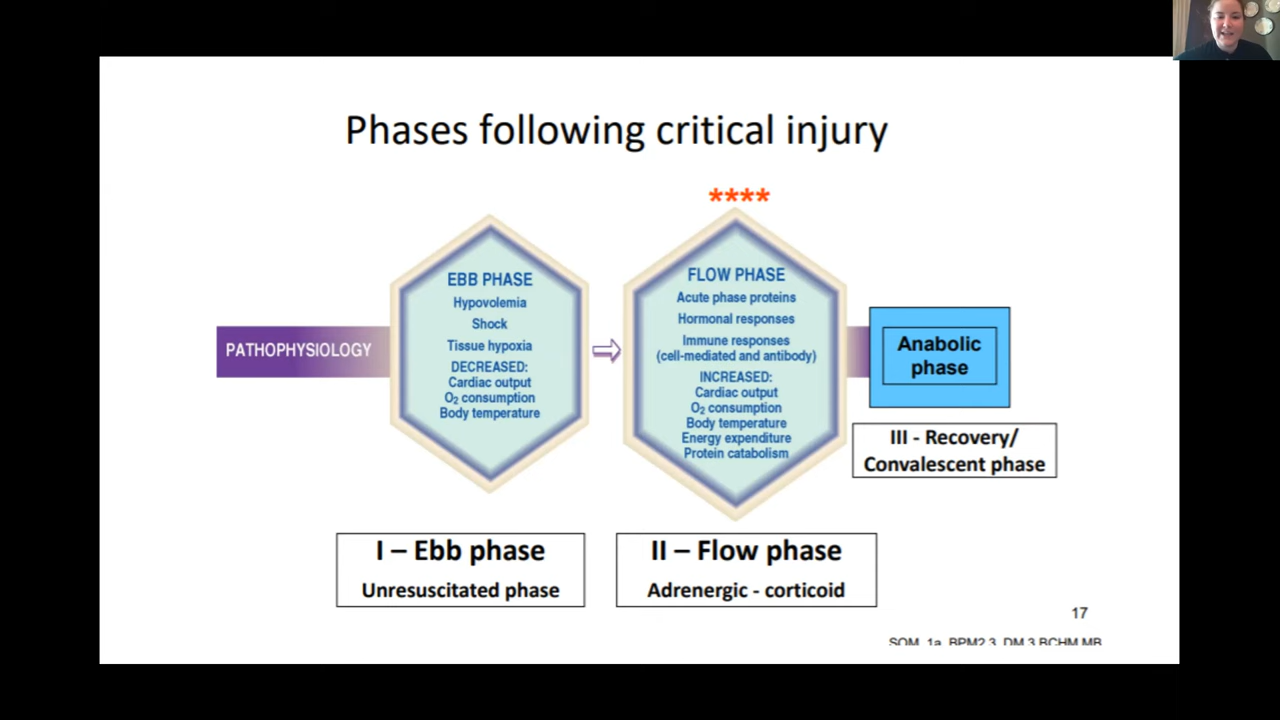 Phases following critical injury
****
PATHOPHYSIOLOGY
EBB PHASE
Hypovolemia
Shock
Tissue hypoxia
DECREASED:
Cardiac output
O₂ consumption
Body temperature
FLOW PHASE
Acute phase proteins
Hormonal responses
Immune responses
(cell-mediated and antibody)
INCREASED:
Cardiac output
O₂ consumption
Body temperature
Energy expenditure
Protein catabolism
Anabolic
phase
III - Recovery/
Convalescent phase
I – Ebb phase
Unresuscitated phase
II – Flow phase
Adrenergic - corticoid
17
SOM 1a BPM2 3 DM 3 BCHM MB